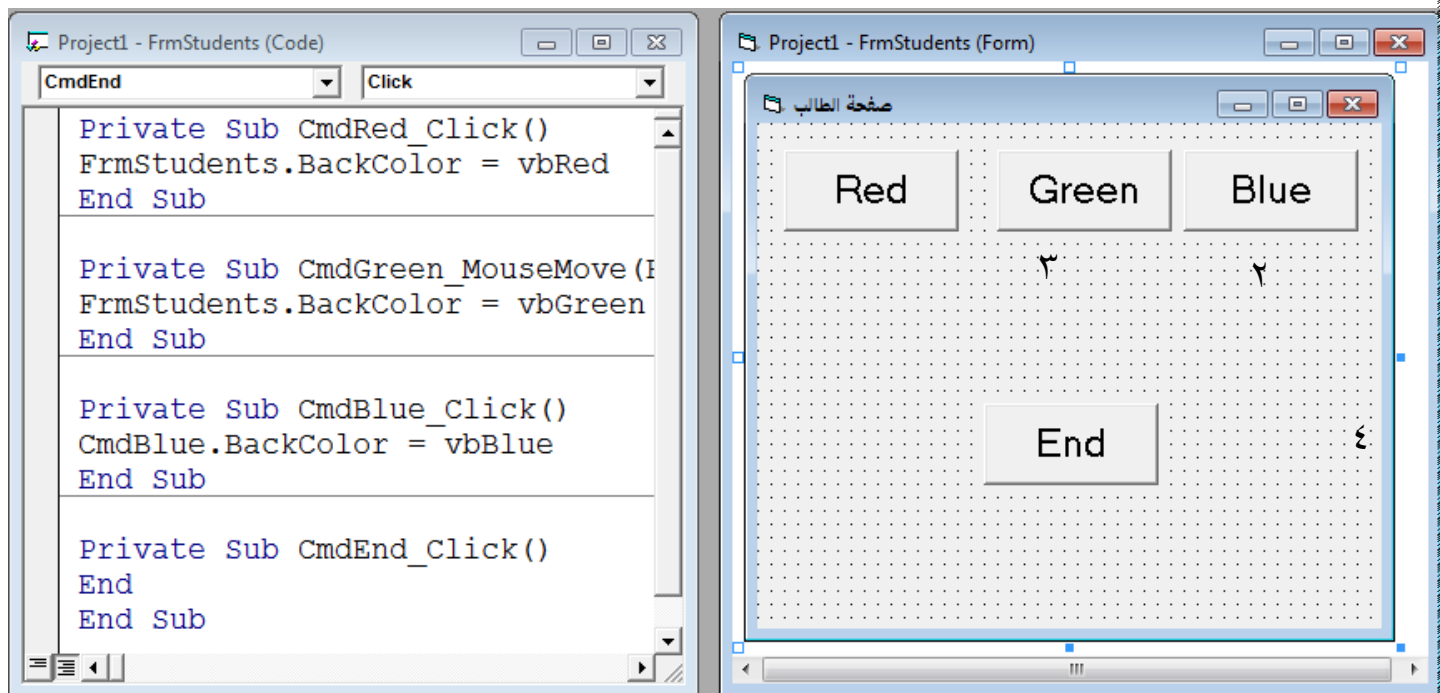 Project1 - FrmStudents (Code)
CmdEnd
Click
Private Sub CmdRed_Click()
FrmStudents.BackColor = vbRed
End Sub
Private Sub CmdGreen_MouseMove(
FrmStudents.BackColor = vbGreen
End Sub
Private Sub CmdBlue_Click()
CmdBlue.BackColor = vbBlue
End Sub
Private Sub CmdEnd_Click()
End
End Sub
Project1 - FrmStudents (Form)
صفحة الطالب
Red
Green
Blue
٣
٢
End
٤